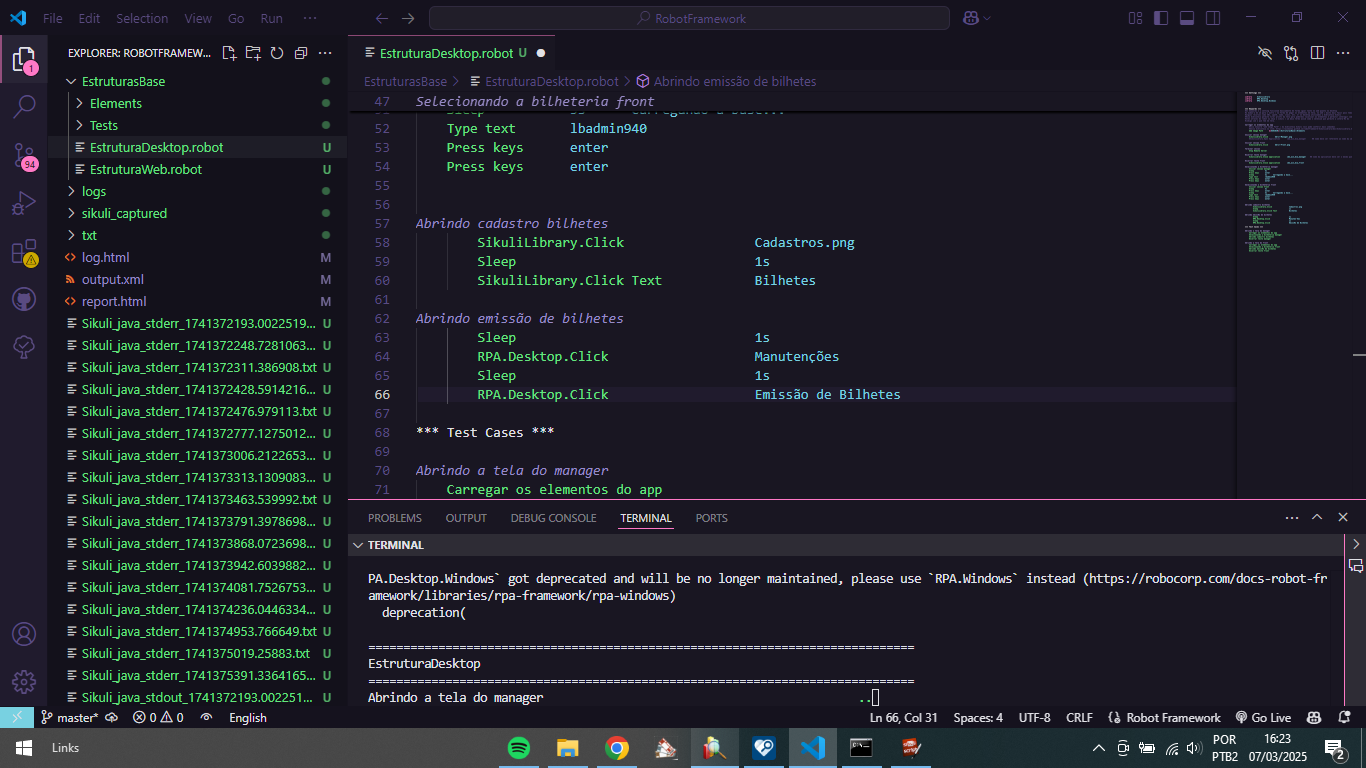 File Edit Selection View Go Run ···
RobotFramework
EXPLORER: ROBOTFRAMEW...
EstruturasBase
Elements
Tests
EstruturaDesktop.robot U
EstruturaWeb.robot U
logs
sikuli_captured
txt
log.html M
output.xml M
report.html M
Sikuli_java_stderr_1741372193.0022519... U
Sikuli_java_stderr_1741372248.7281063... U
Sikuli_java_stderr_1741372311.386908.txt U
Sikuli_java_stderr_1741372428.5914216... U
Sikuli_java_stderr_1741372476.979113.txt U
Sikuli_java_stderr_1741372777.1275012... U
Sikuli_java_stderr_1741373006.2122653... U
Sikuli_java_stderr_1741373313.1309083... U
Sikuli_java_stderr_1741373463.539992.txt U
Sikuli_java_stderr_1741373791.3978698... U
Sikuli_java_stderr_1741373868.0723698... U
Sikuli_java_stderr_1741373942.6039882... U
Sikuli_java_stderr_1741374081.7526753... U
Sikuli_java_stderr_1741374236.0446334... U
Sikuli_java_stderr_1741374953.766649.txt U
Sikuli_java_stderr_1741375019.25883.txt U
Sikuli_java_stderr_1741375391.3364165... U
Sikuli_java_stdout_1741372193.002251... U
1
94
EstruturaDesktop.robot U
EstruturasBase > EstruturaDesktop.robot > Abrindo emissão de bilhetes
47 Selecionando a bilheteria front
52 Type text lbadmin940
53 Press keys enter
54 Press keys enter
55
56
57 Abrindo cadastro bilhetes
58 SikuliLibrary.Click Cadastros.png
59 Sleep 1s
60 SikuliLibrary.Click Text Bilhetes
61
62 Abrindo emissão de bilhetes
63 Sleep 1s
64 RPA.Desktop.Click Manutenções
65 Sleep 1s
66 RPA.Desktop.Click Emissão de Bilhetes
67
68 *** Test Cases ***
69
70 Abrindo a tela do manager
71 Carregar os elementos do app
PROBLEMS OUTPUT DEBUG CONSOLE TERMINAL PORTS
TERMINAL
PA.Desktop.Windows` got deprecated and will be no longer maintained, please use `RPA.Windows` instead (https://robocorp.com/docs-robot-fr
amework/libraries/rpa-framework/rpa-windows)
deprecation(
==============================================================================
EstruturaDesktop
==============================================================================
Abrindo a tela do manager ..
master* 0 0 English Ln 66, Col 31 Spaces: 4 UTF-8 CRLF Robot Framework Go Live
Links
POR
PTB2
16:23
07/03/2025
2